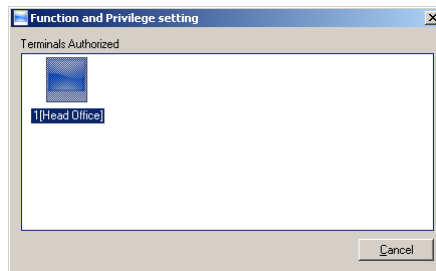 Function and Privilege setting
Terminals Authorized
1[Head Office]
Cancel